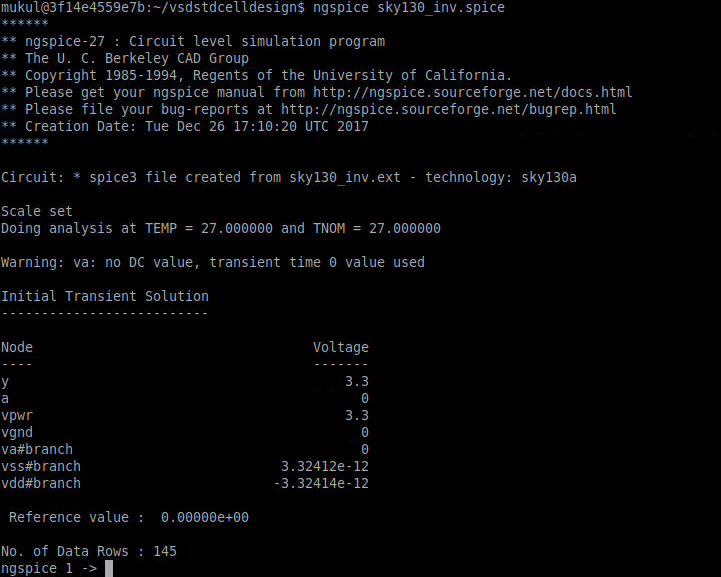 mukul@3f14e4559e7b:~/vsdstdcelldesign$ ngspice sky130_inv.spice
******
** ngspice-27 : Circuit level simulation program
** The U. C. Berkeley CAD Group
** Copyright 1985-1994, Regents of the University of California.
** Please get your ngspice manual from http://ngspice.sourceforge.net/docs.html
** Please file your bug-reports at http://ngspice.sourceforge.net/bugrep.html
** Creation Date: Tue Dec 26 17:10:20 UTC 2017
******
Circuit: * spice3 file created from sky130_inv.ext - technology: sky130a
Scale set
Doing analysis at TEMP = 27.000000 and TNOM = 27.000000
Warning: va: no DC value, transient time 0 value used
Initial Transient Solution
--------------------------
Node                                   Voltage
----                                   -------
y                                          3.3
a                                            0
vpwr                                       3.3
vgnd                                         0
va#branch                                    0
vss#branch                         3.32412e-12
vdd#branch                        -3.32414e-12
Reference value :  0.00000e+00
No. of Data Rows : 145
ngspice 1 ->